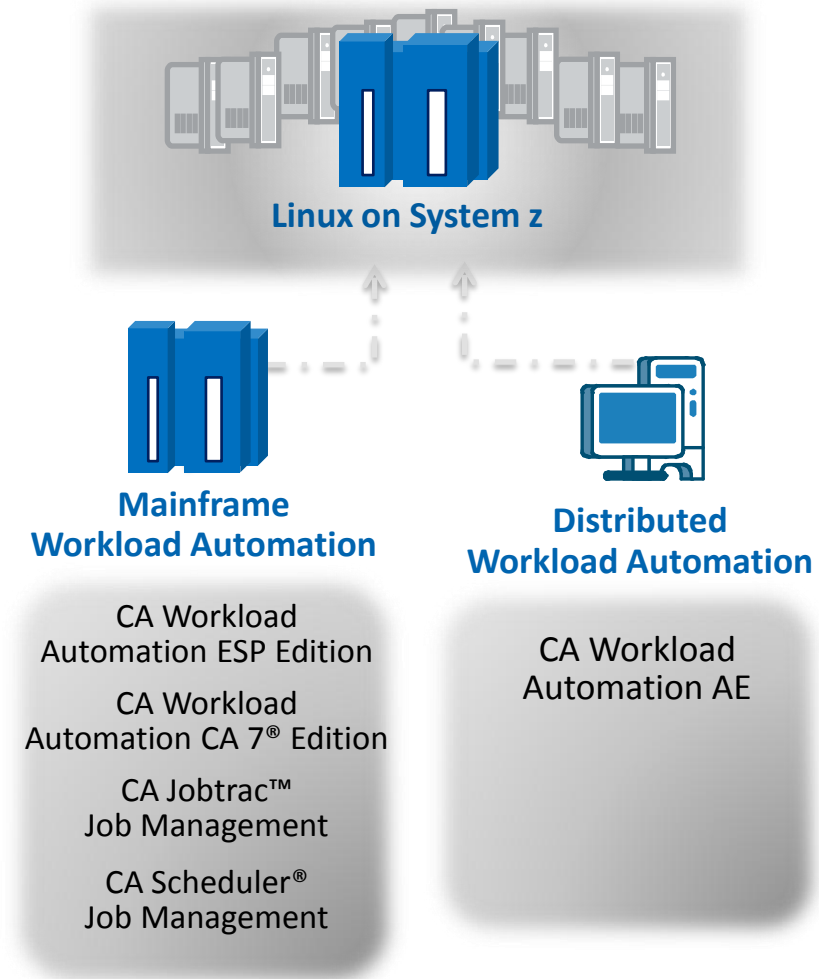 Linux on System z
Mainframe
Workload Automation
Distributed
Workload Automation
CA Workload
Automation ESP Edition
CA Workload
Automation CA 7® Edition
CA Jobtrac™
Job Management
CA Scheduler®
Job Management
CA Workload
Automation AE